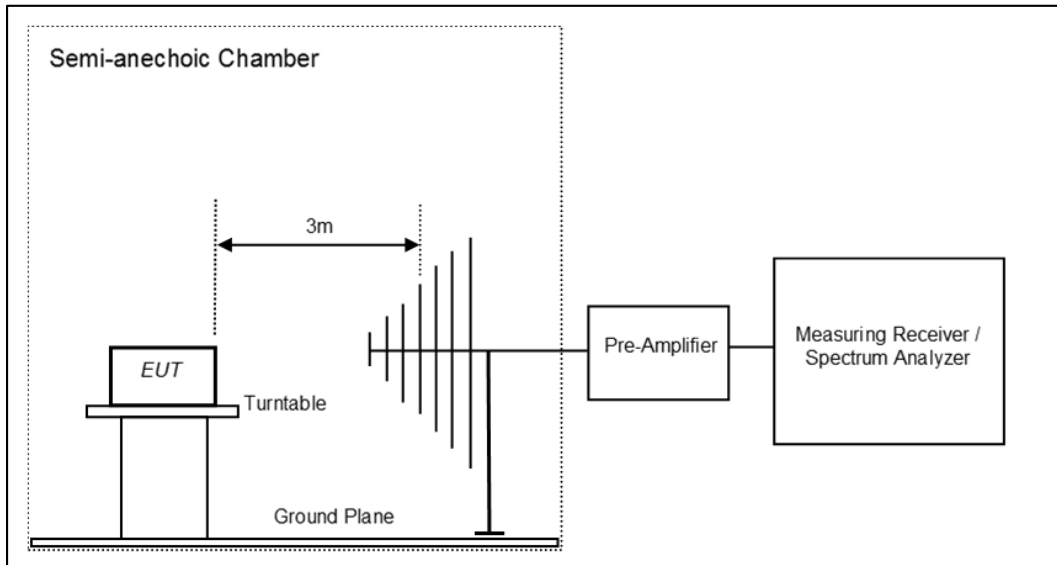 Semi-anechoic Chamber
3m
EUT
Turntable
Ground Plane
Pre-Amplifier
Measuring Receiver /
Spectrum Analyzer